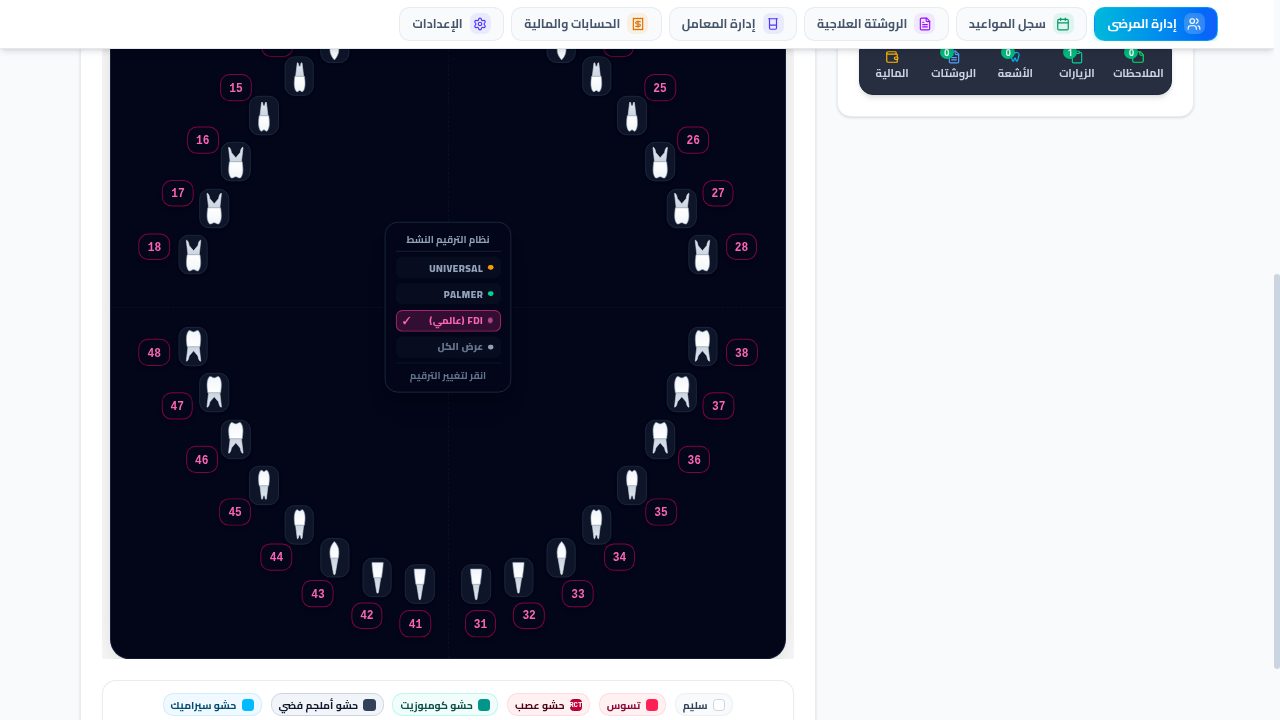 إدارة المرضى
سجل المواعيد
الروشتة العلاجية
إدارة المعامل
الحسابات والمالية
الإعدادات
0 1 0 0
الملاحظات الزيارات الأشعة الروشتات المالية
15 25
16 26
17 27
18 28
نظام الترقيم النشط
UNIVERSAL
PALMER
FDI (عالمي) ✓
عرض الكل
انقر لتغيير الترقيم
48 38
47 37
46 36
45 35
44 34
43 33
42 32
41 31
سليم
تسوس
RCT حشو عصب
حشو كومبوزيت
حشو أملجم فضي
حشو سيراميك